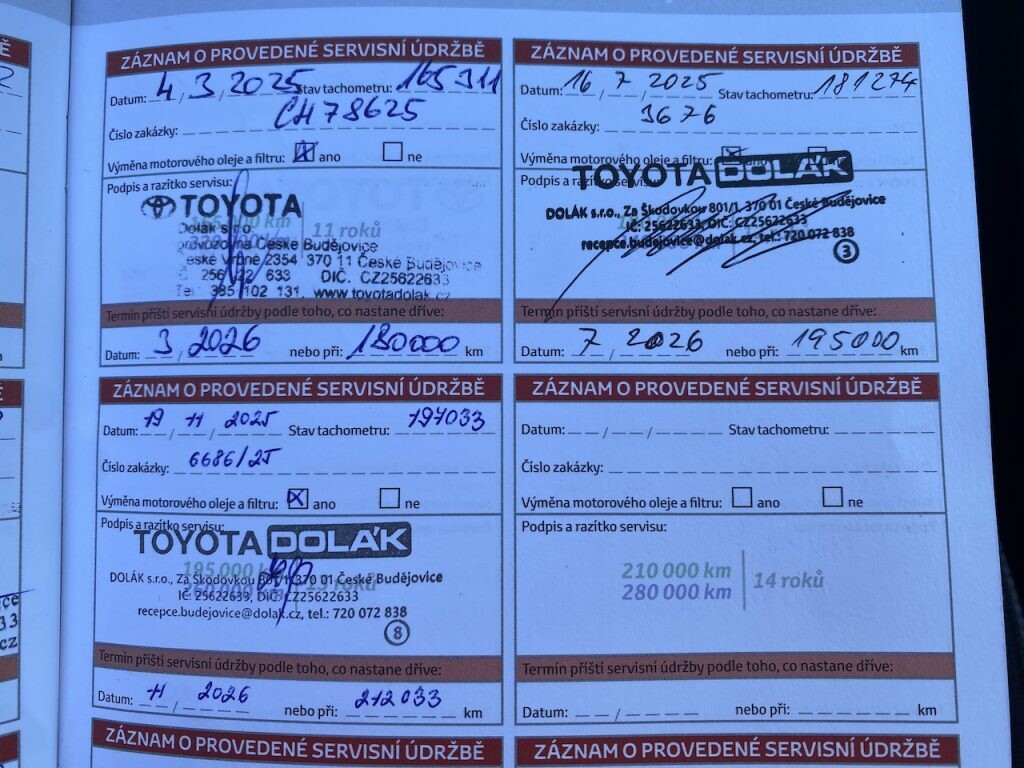 ZÁZNAM O PROVEDENÉ SERVISNÍ ÚDRŽBĚ
Datum: 4 / 3 / 2025 Stav tachometru: 165311
Číslo zakázky: CH78625
Výměna motorového oleje a filtru: ☒ ano ☐ ne
Podpis a razítko servisu:
TOYOTA
Dolák s.r.o.
11 roků
provozovna České Budějovice
České Vrbné 2354 370 11 České Budějovice
633 DIČ. CZ25622633
Tel: 385 102 131, www.toyotadolak.cz
Termín příští servisní údržby podle toho, co nastane dříve:
Datum: 3 / 2026 nebo při: 180000 km
ZÁZNAM O PROVEDENÉ SERVISNÍ ÚDRŽBĚ
Datum: 16 / 7 / 2025 Stav tachometru: 181274
Číslo zakázky: 3676
Výměna motorového oleje a filtru: ☒ ano
Podpis a razítko servisu:
TOYOTA DOLÁK
DOLÁK s.r.o., Za Škodovkou 801/1, 370 01 České Budějovice
IČ: 25622633, DIČ: CZ25622633
recepce.budejovice@dolak.cz, tel.: 720 072 838
3
Termín příští servisní údržby podle toho, co nastane dříve:
Datum: 7 / 2026 nebo při: 195000 km
ZÁZNAM O PROVEDENÉ SERVISNÍ ÚDRŽBĚ
Datum: 19 / 11 / 2025 Stav tachometru: 197033
Číslo zakázky: 6686/25
Výměna motorového oleje a filtru: ☒ ano ☐ ne
Podpis a razítko servisu:
TOYOTA DOLÁK
195 000 km
DOLÁK s.r.o., Za Škodovkou 801/1, 370 01 České Budějovice
IČ: 25622633, DIČ: CZ25622633
recepce.budejovice@dolak.cz, tel.: 720 072 838
8
Termín příští servisní údržby podle toho, co nastane dříve:
Datum: 11 / 2026 nebo při: 212033 km
ZÁZNAM O PROVEDENÉ SERVISNÍ ÚDRŽBĚ
Datum: / / Stav tachometru:
Číslo zakázky:
Výměna motorového oleje a filtru: ☐ ano ☐ ne
Podpis a razítko servisu:
210 000 km
280 000 km
14 roků
Termín příští servisní údržby podle toho, co nastane dříve:
Datum: / / nebo při: km
ZÁZNAM O PROVEDENÉ SERVISNÍ ÚDRŽBĚ
ZÁZNAM O PROVEDENÉ SERVISNÍ ÚDRŽBĚ